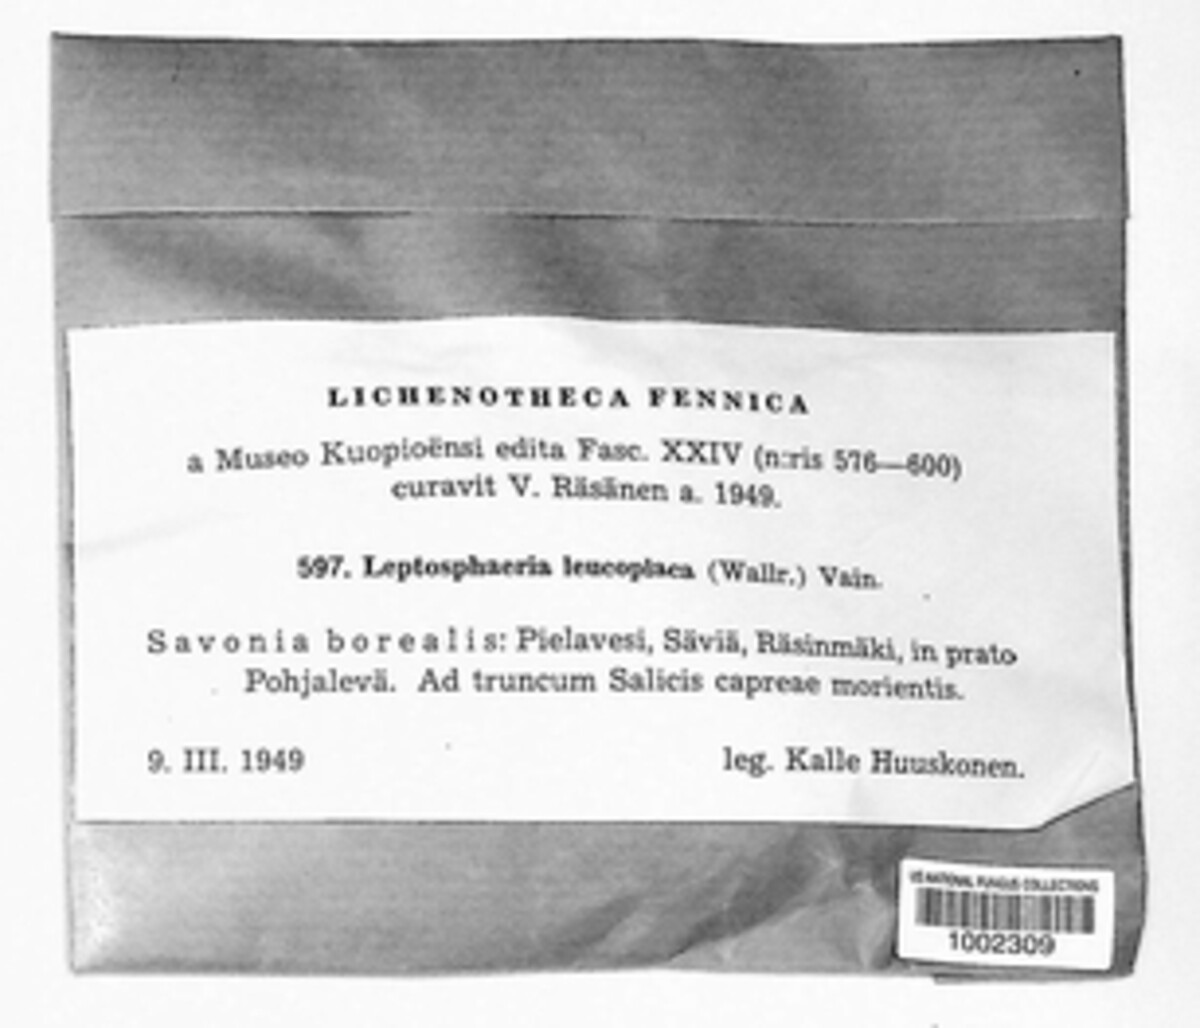 LICHENOTHECA FENNICA
a Museo Kuopioënsi edita Fasc. XXIV (n:ris 576—600)
curavit V. Räsänen a. 1949.
597. Leptosphaeria leucoplaca (Wallr.) Vain.
Savonia borealis: Pielavesi, Säviä, Räsinmäki, in prato
Pohjalevä. Ad truncum Salicis capreae morientis.
9. III. 1949 leg. Kalle Huuskonen.
US NATIONAL FUNGUS COLLECTIONS
1002309